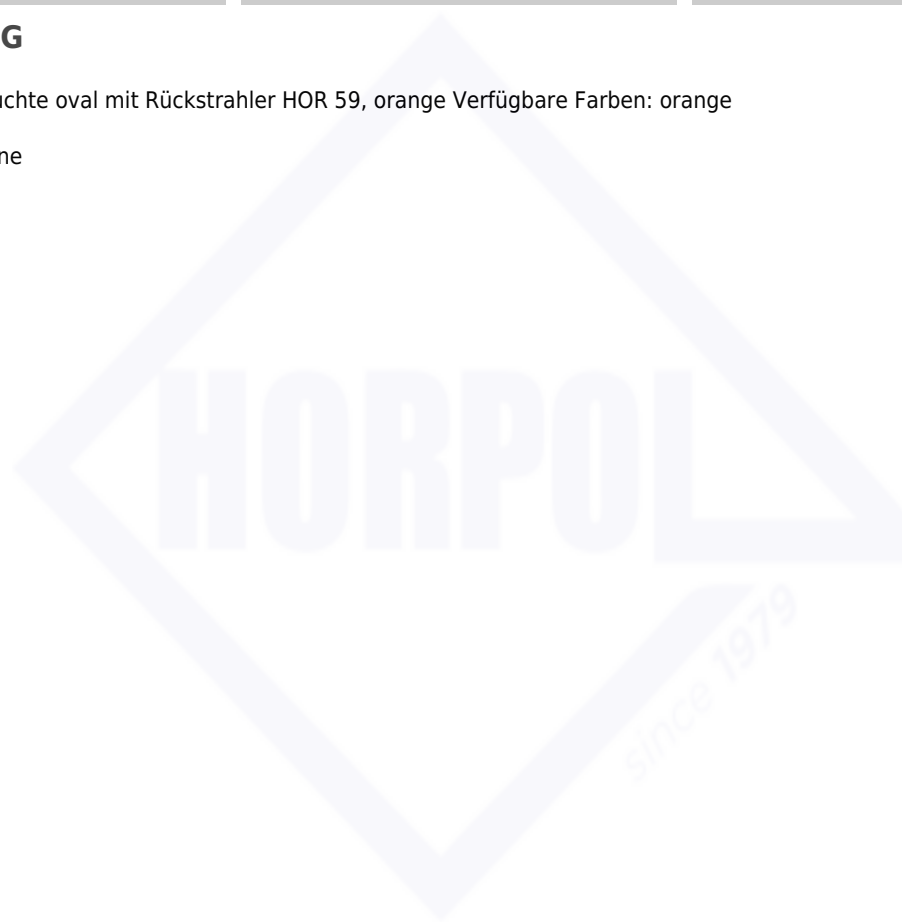 G
uchte oval mit Rückstrahler HOR 59, orange Verfügbare Farben: orange
ne
HORPOL
since 1979